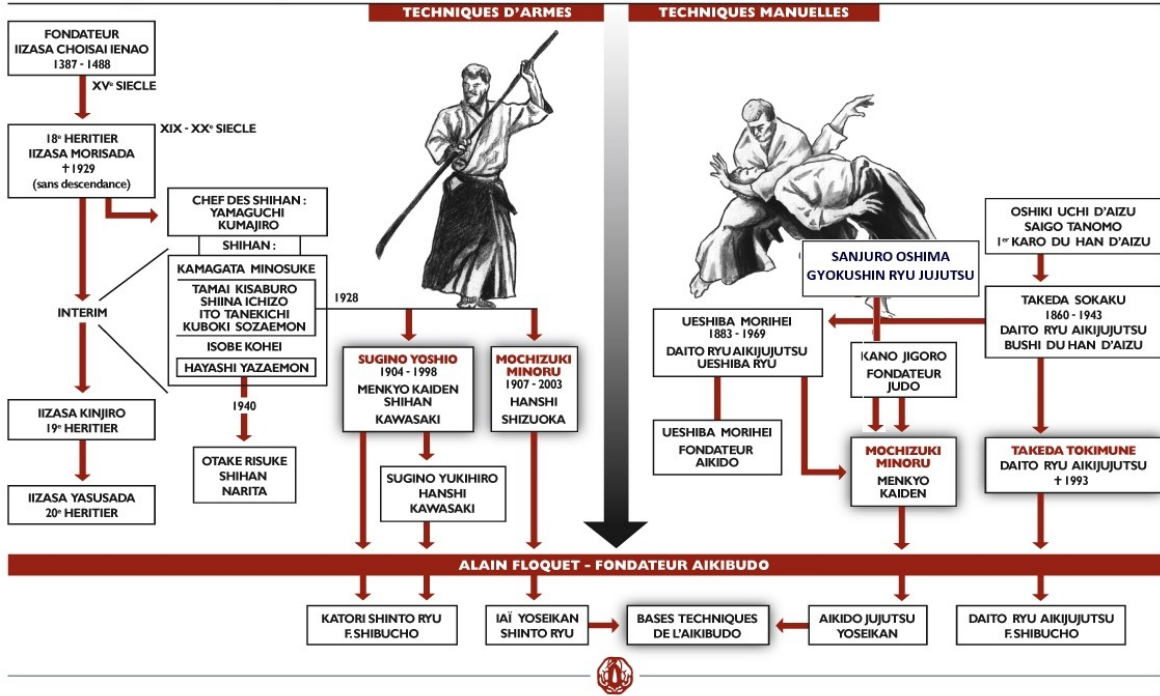 TECHNIQUES D'ARMES
TECHNIQUES MANUELLES
FONDATEUR
IIZASA CHOISAI IENAO
1387 - 1488
XVᵉ SIECLE
18ᵉ HERITIER
IIZASA MORISADA
†1929
(sans descendance)
XIX - XXᵉ SIECLE
CHEF DES SHIHAN :
YAMAGUCHI
KUMAJIRO
SHIHAN :
KAMAGATA MINOSUKE
TAMAI KISABURO
SHIINA ICHIZO
ITO TANEKICHI
KUBOKI SOZAEMON
ISOBE KOHEI
HAYASHI YAZAEMON
INTERIM
1928
1940
IIZASA KINJIRO
19ᵉ HERITIER
IIZASA YASUSADA
20ᵉ HERITIER
OTAKE RISUKE
SHIHAN
NARITA
SUGINO YOSHIO
1904 - 1998
MENKYO KAIDEN
SHIHAN
KAWASAKI
MOCHIZUKI
MINORU
1907 - 2003
HANSHI
SHIZUOKA
SUGINO YUKIHIRO
HANSHI
KAWASAKI
SANJURO OSHIMA
GYOKUSHIN RYU JUJUTSU
OSHIKI UCHI D'AIZU
SAIGO TANOMO
1ᵉʳ KARO DU HAN D'AIZU
UESHIBA MORIHEI
1883 - 1969
DAITO RYU AIKIJUJUTSU
UESHIBA RYU
KANO JIGORO
FONDATEUR
JUDO
TAKEDA SOKAKU
1860 - 1943
DAITO RYU AIKIJUJUTSU
BUSHI DU HAN D'AIZU
UESHIBA MORIHEI
FONDATEUR
AIKIDO
MOCHIZUKI
MINORU
MENKYO
KAIDEN
TAKEDA TOKIMUNE
DAITO RYU AIKIJUJUTSU
† 1993
ALAIN FLOQUET - FONDATEUR AIKIBUDO
KATORI SHINTO RYU
F. SHIBUCHO
IAÏ YOSEIKAN
SHINTO RYU
BASES TECHNIQUES
DE L'AIKIBUDO
AIKIDO JUJUTSU
YOSEIKAN
DAITO RYU AIKIJUJUTSU
F. SHIBUCHO